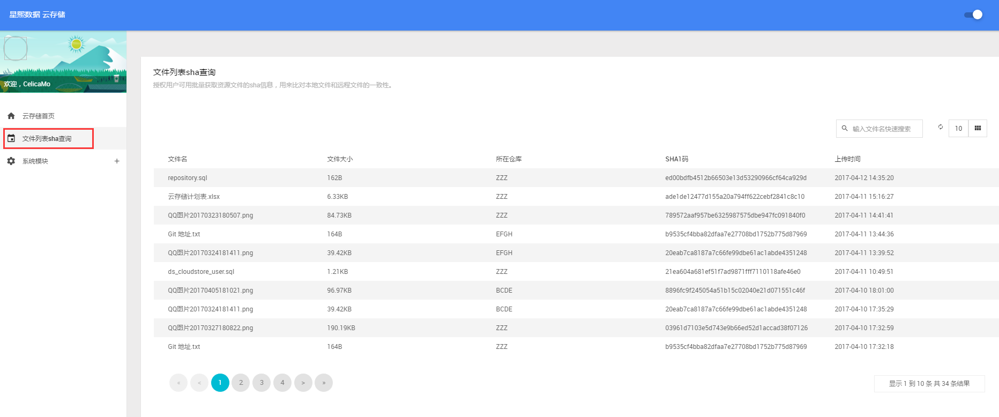 星熙数据 云存储
欢迎，CelicaMo
云存储首页
文件列表sha查询
系统模块 +
文件列表sha查询
授权用户可用批量获取资源文件的sha信息，用来比对本地文件和远程文件的一致性。
输入文件名快速搜索 10
文件名 文件大小 所在仓库 SHA1码 上传时间
repository.sql 162B ZZZ ed00bdfb4512b66503e13d53290966cf64ca929d 2017-04-12 14:35:20
云存储计划表.xlsx 6.33KB ZZZ ade1de12477d155a20a794ff622cebf2841c8c10 2017-04-11 15:16:27
QQ图片20170323180507.png 84.73KB ZZZ 789572aaf957be6325987575dbe947fc091840f0 2017-04-11 14:41:41
Git 地址.txt 164B EFGH b9535cf4bba82dfaa7e27708bd1752b775d87969 2017-04-11 13:44:36
QQ图片20170324181411.png 39.42KB EFGH 20eab7ca8187a7c66fe99dbe61ac1abde4351248 2017-04-11 13:39:52
ds_cloudstore_user.sql 1.21KB ZZZ 21ea604a681ef51f7ad9871fff7110118afe46e0 2017-04-11 10:49:51
QQ图片20170405181021.png 96.97KB BCDE 8896fc9f245054a51b15c02040e21d071551c46f 2017-04-10 18:01:00
QQ图片20170324181411.png 39.42KB BCDE 20eab7ca8187a7c66fe99dbe61ac1abde4351248 2017-04-10 17:35:29
QQ图片20170327180822.png 190.19KB ZZZ 03961d7103e5d743e9b66ed52d1accad38f07126 2017-04-10 17:32:59
Git 地址.txt 164B ZZZ b9535cf4bba82dfaa7e27708bd1752b775d87969 2017-04-10 17:32:18
« < 1 2 3 4 > »
显示 1 到 10 条 共 34 条结果